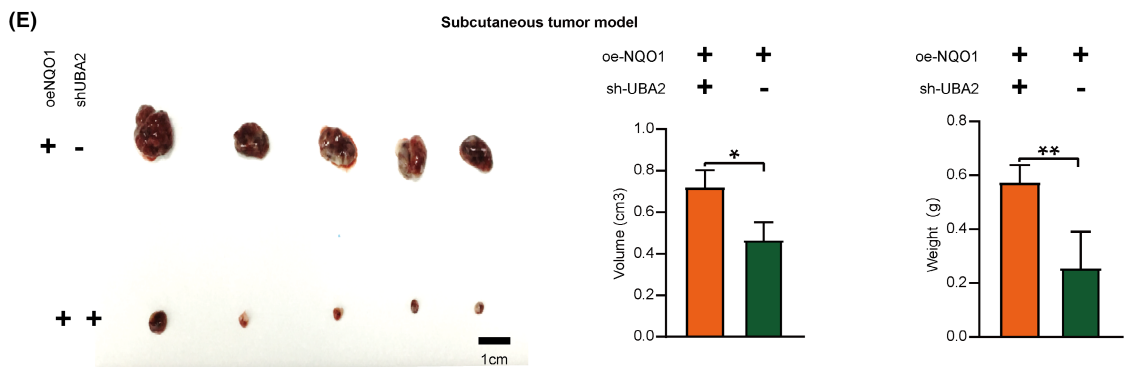 (E)
Subcutaneous tumor model
oeNQO1
shUBA2
+ -
+ +
1cm
oe-NQO1 + +
sh-UBA2 + -
Volume (cm3)
1.0
0.8
0.6
0.4
0.2
0.0
*
oe-NQO1 + +
sh-UBA2 + -
Weight (g)
0.8
0.6
0.4
0.2
0.0
**